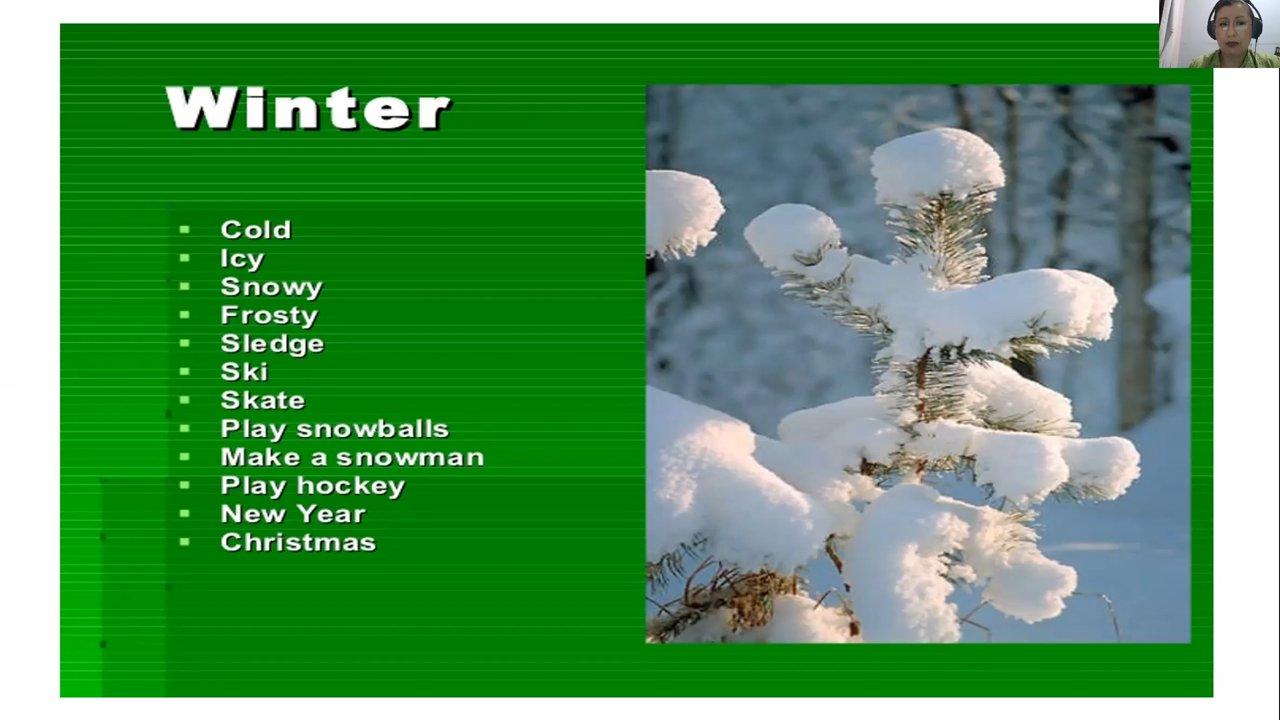 Winter
Cold
Icy
Snowy
Frosty
Sledge
Ski
Skate
Play snowballs
Make a snowman
Play hockey
New Year
Christmas